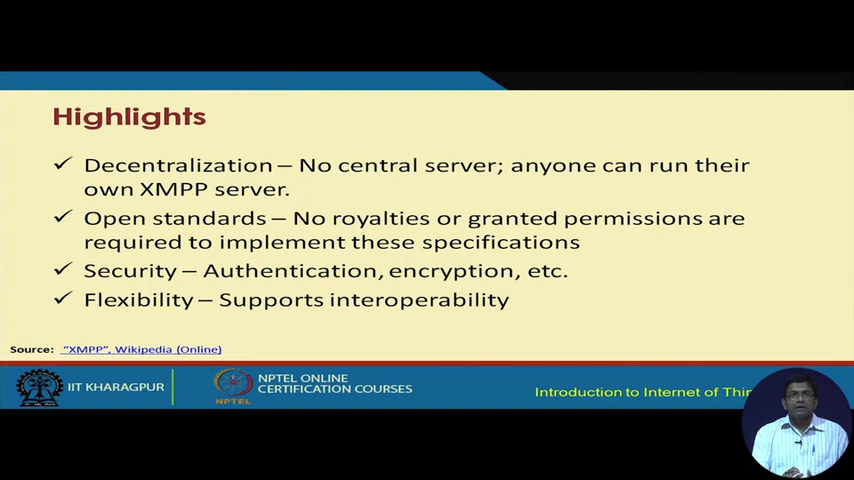 Highlights
✓ Decentralization – No central server; anyone can run their
own XMPP server.
✓ Open standards – No royalties or granted permissions are
required to implement these specifications
✓ Security – Authentication, encryption, etc.
✓ Flexibility – Supports interoperability
Source: "XMPP", Wikipedia (Online)
IIT KHARAGPUR
NPTEL ONLINE
CERTIFICATION COURSES
NPTEL
Introduction to Internet of